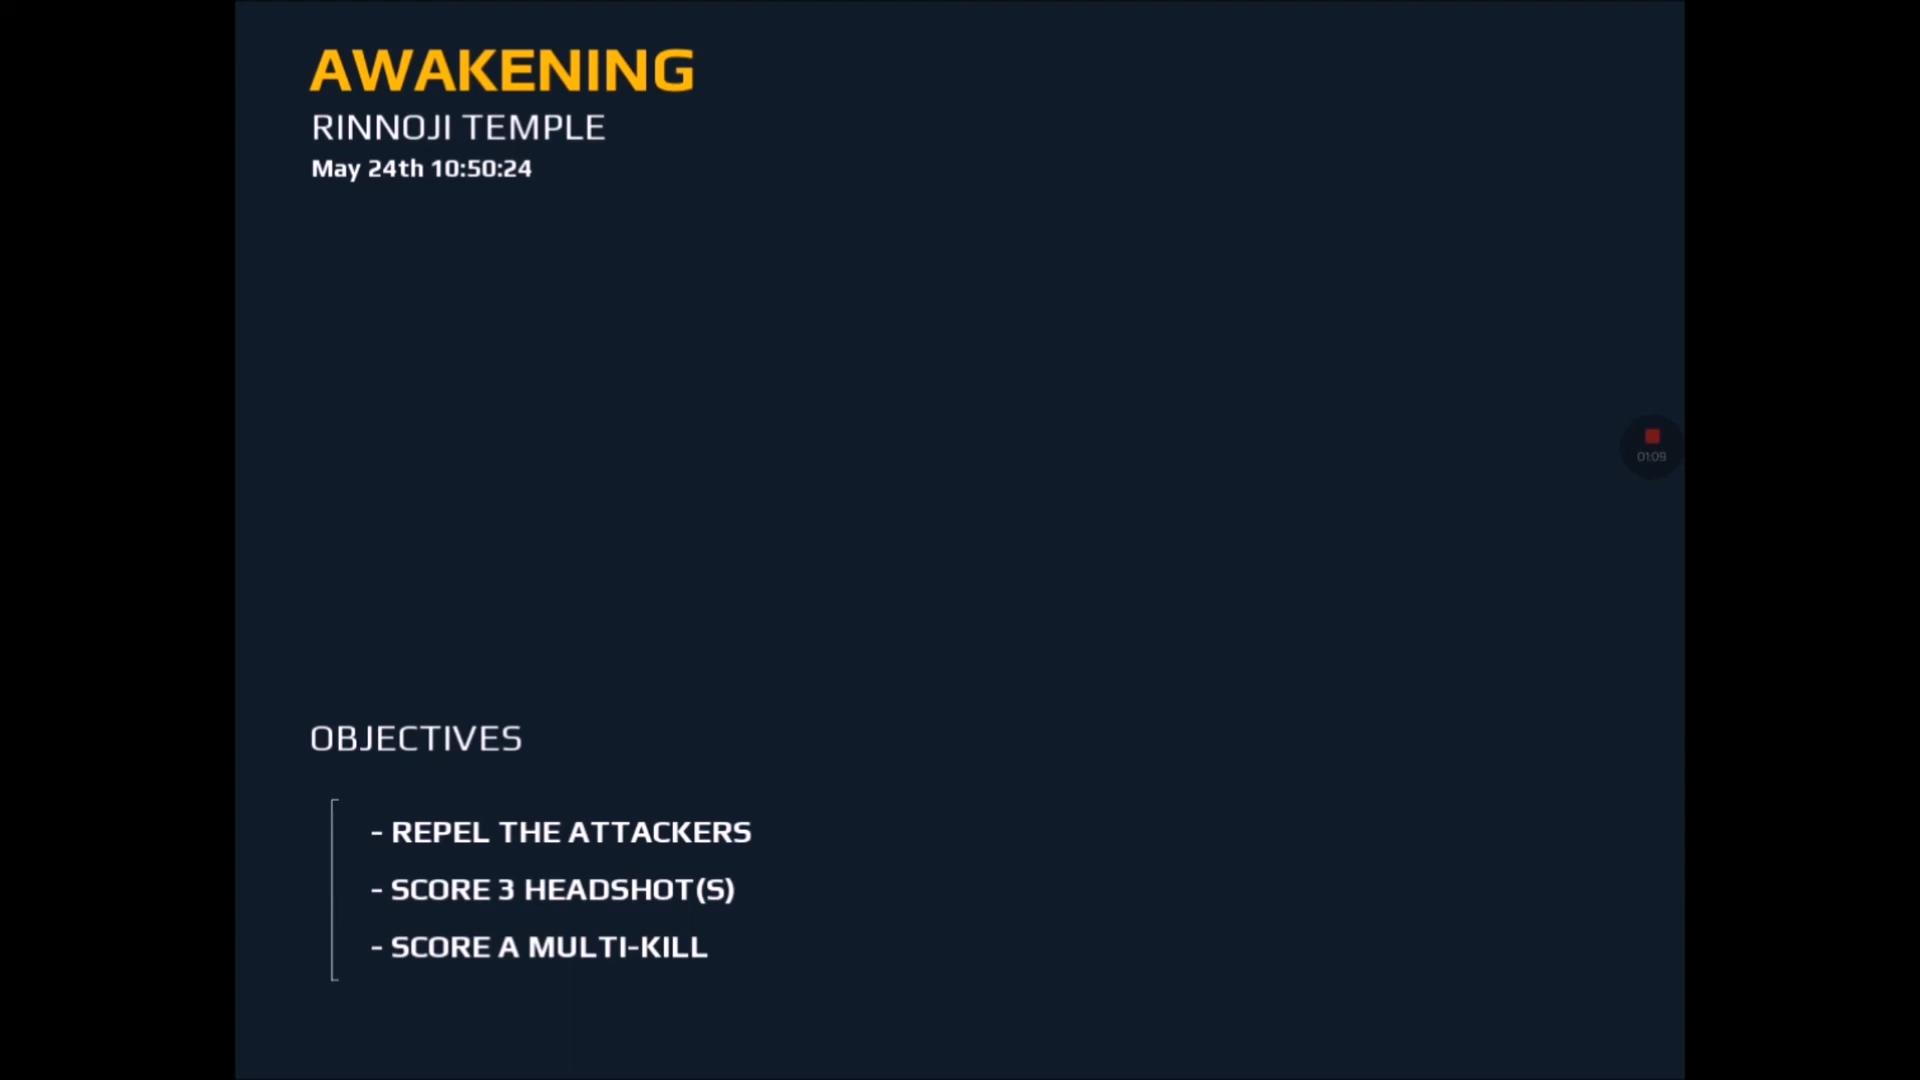 AWAKENING
RINNOJI TEMPLE
May 24th 10:50:24
01:09
OBJECTIVES
- REPEL THE ATTACKERS
- SCORE 3 HEADSHOT(S)
- SCORE A MULTI-KILL